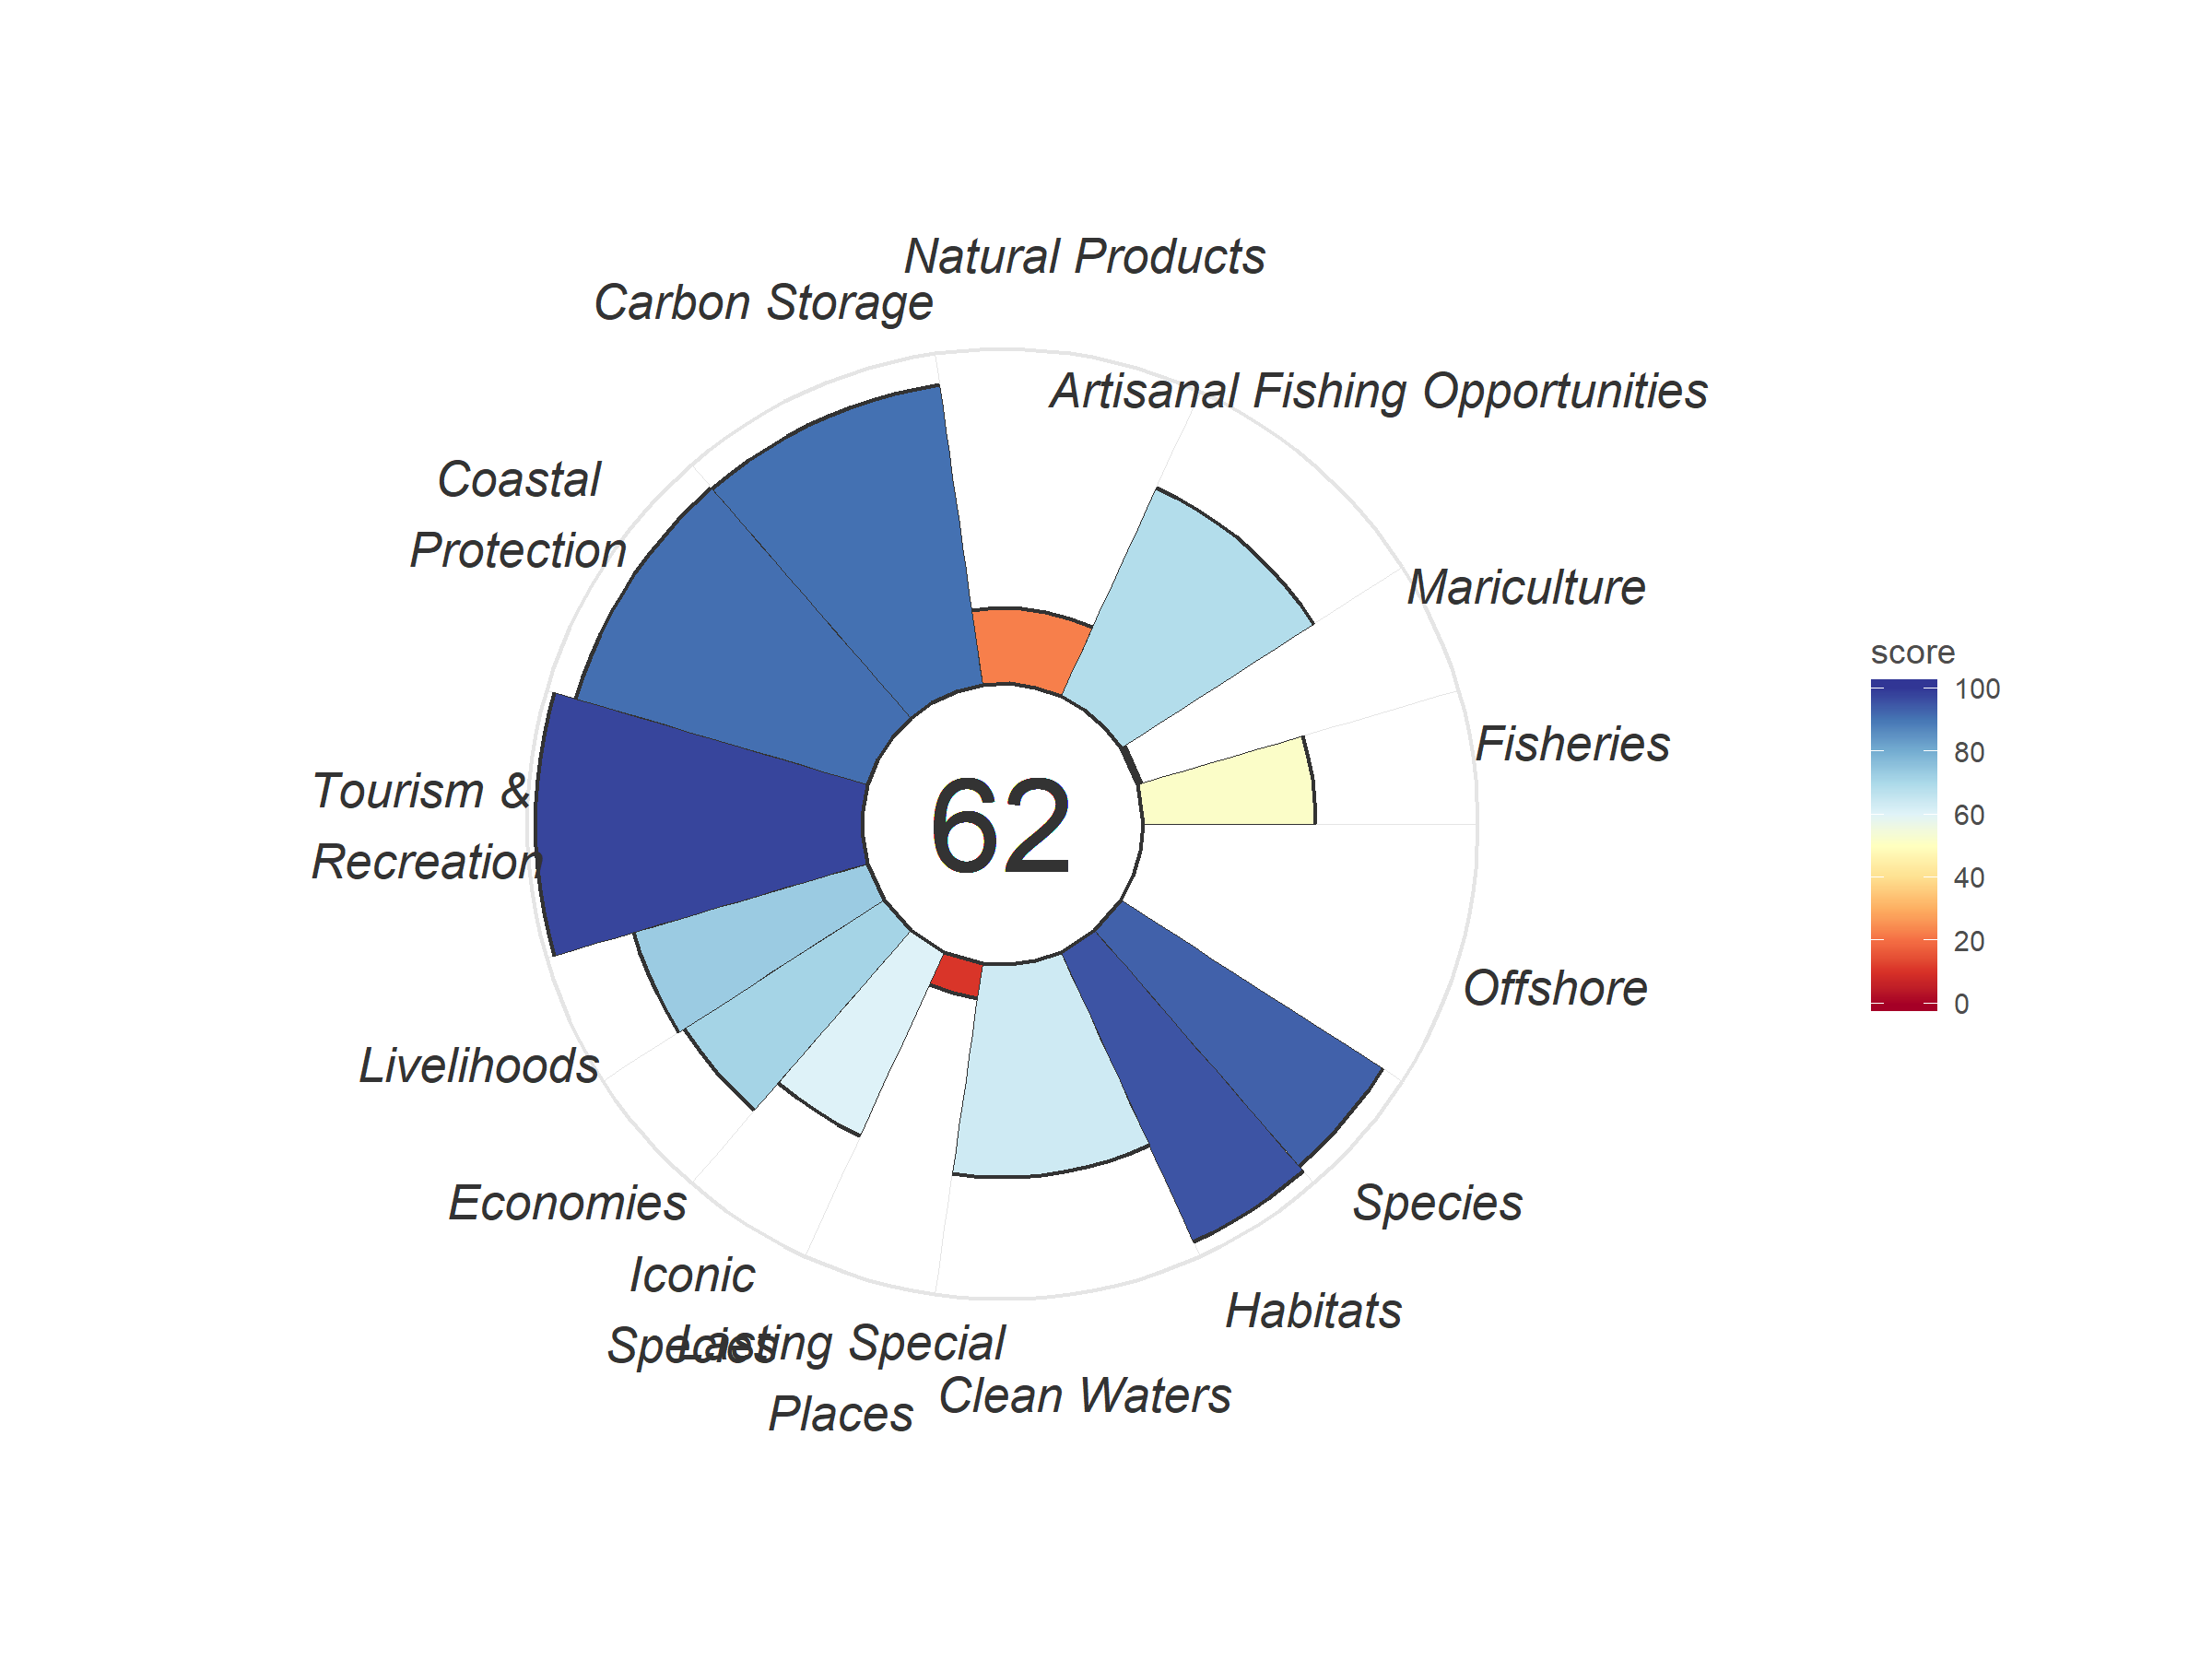 Natural Products
Carbon Storage
Artisanal Fishing Opportunities
Coastal
Protection
Mariculture
Fisheries
Tourism &
Recreation
62
Offshore
Livelihoods
Economies
Species
Iconic
Species
Habitats
Lasting Special
Places
Clean Waters
score
100
80
60
40
20
0